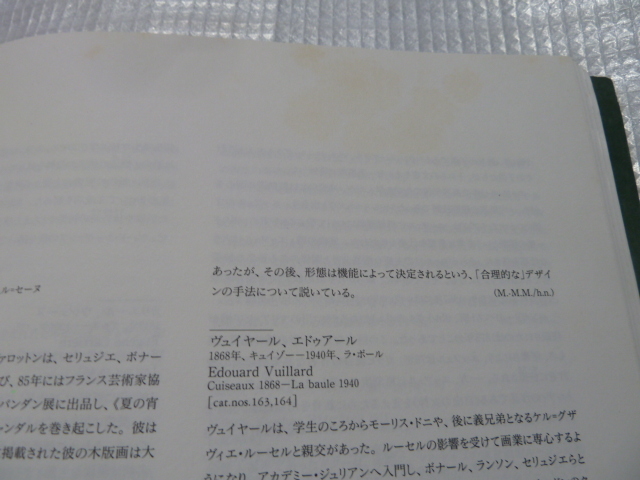 ル=セーヌ
ァロットンは、セリュジエ、ボナー
び、85年にはフランス芸術家協
パンダン展に出品し、《夏の宵
ャンダルを巻き起こした。彼は
掲載された彼の木版画は大
あったが、その後、形態は機能によって決定されるという、「合理的な」デザイ
ンの手法について説いている。 (M.-M.M./h.n.)
ヴュイヤール、エドゥアール
1868年、キュイゾー—1940年、ラ・ボール
Edouard Vuillard
Cuiseaux 1868—La baule 1940
[cat.nos.163,164]
ヴュイヤールは、学生のころからモーリス・ドニや、後に義兄弟となるケル=グザ
ヴィエ・ルーセルと親交があった。ルーセルの影響を受けて画業に専心するよ
うになり、アカデミー・ジュリアンへ入門し、ボナール、ランソン、セリュジエらと